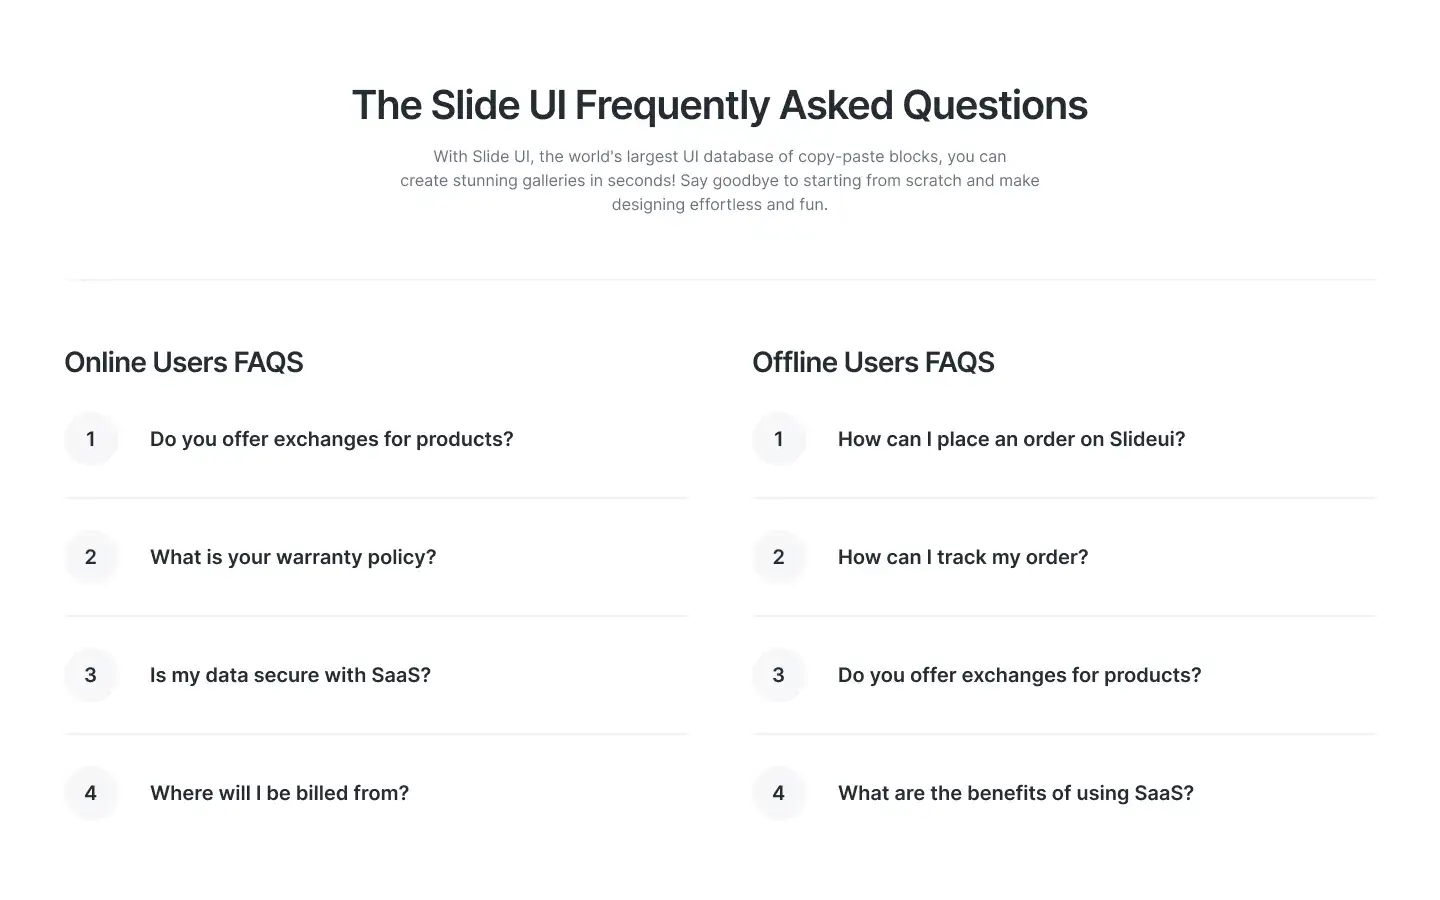 The Slide UI Frequently Asked Questions
With Slide UI, the world's largest UI database of copy-paste blocks, you can
create stunning galleries in seconds! Say goodbye to starting from scratch and make
designing effortless and fun.
Online Users FAQS
1 Do you offer exchanges for products?
2 What is your warranty policy?
3 Is my data secure with SaaS?
4 Where will I be billed from?
Offline Users FAQS
1 How can I place an order on Slideui?
2 How can I track my order?
3 Do you offer exchanges for products?
4 What are the benefits of using SaaS?